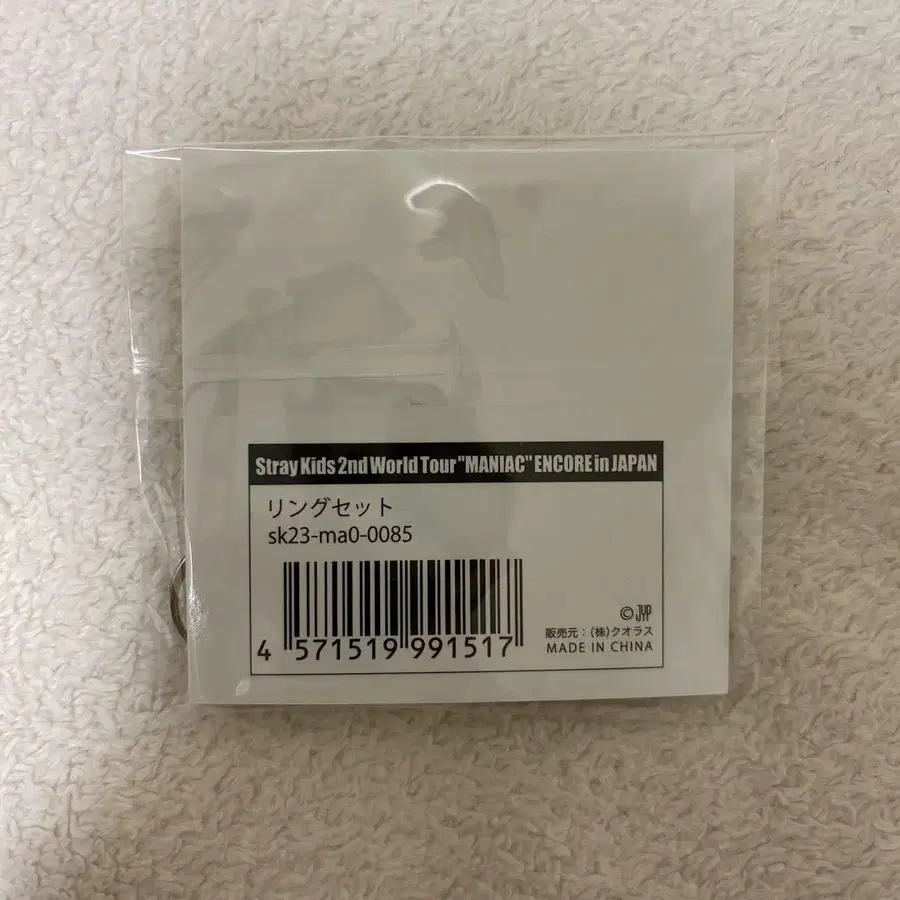 Stray Kids 2nd World Tour "MANIAC" ENCORE in JAPAN
リングセット
sk23-ma0-0085
4 571519 991517
© JYP
販売元：(株)クオラス
MADE IN CHINA